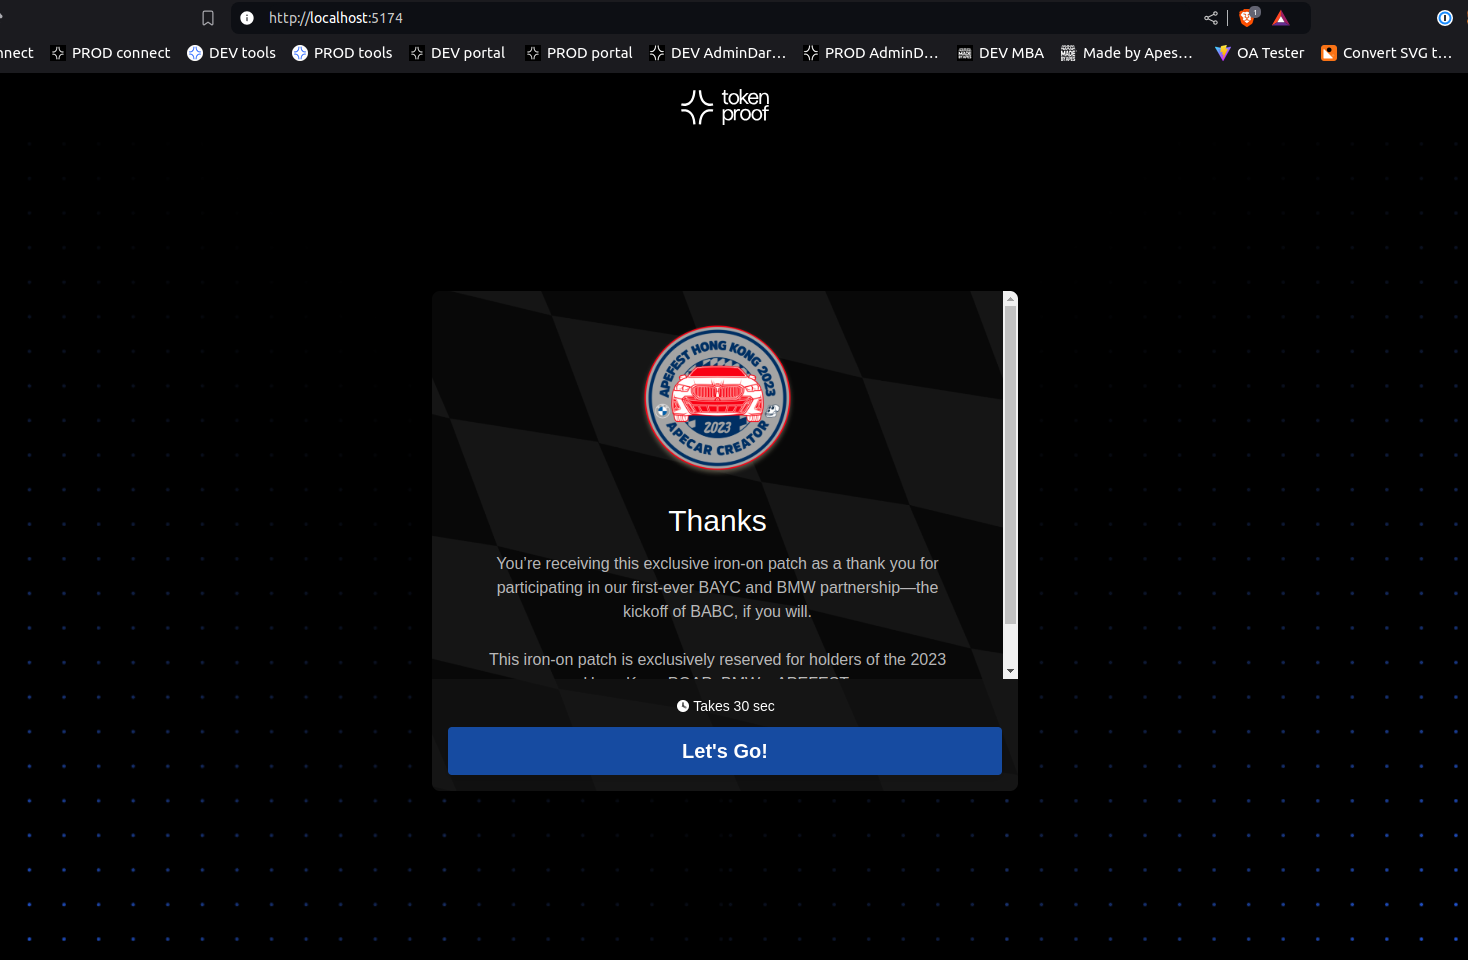 http://localhost:5174
1
nnect PROD connect DEV tools PROD tools DEV portal PROD portal DEV AdminDar... PROD AdminD... DEV MBA Made by Apes... OA Tester Convert SVG t...
token
proof
APEFEST HONG KONG 2023
2023
APECAR CREATOR
Thanks
You’re receiving this exclusive iron-on patch as a thank you for
participating in our first-ever BAYC and BMW partnership—the
kickoff of BABC, if you will.
This iron-on patch is exclusively reserved for holders of the 2023
Takes 30 sec
Let's Go!